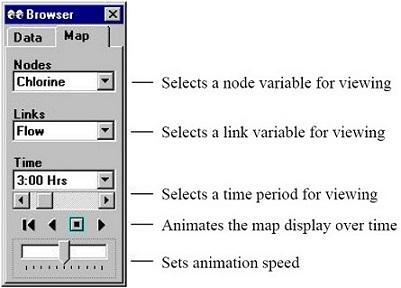 Browser
Data Map
Nodes
Chlorine
Selects a node variable for viewing
Links
Flow
Selects a link variable for viewing
Time
3:00 Hrs
Selects a time period for viewing
Animates the map display over time
Sets animation speed